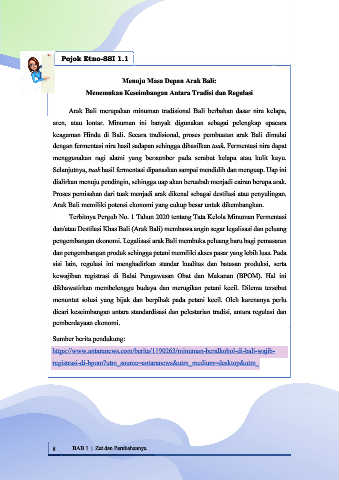 Pojok Etno-SSI 1.1
Menuju Masa Depan Arak Bali:
Menemukan Keseimbangan Antara Tradisi dan Regulasi
Arak Bali merupakan minuman tradisional Bali berbahan dasar nira kelapa,
aren, atau lontar. Minuman ini banyak digunakan sebagai pelengkap upacara
keagaman Hindu di Bali. Secara tradisional, proses pembuatan arak Bali dimulai
dengan fermentasi nira hasil sadapan sehingga dihasilkan tuak, Fermentasi nira dapat
menggunakan ragi alami yang bersumber pada serabut kelapa atau kulit kayu.
Selanjutnya, tuak hasil fermentasi dipanaskan sampai mendidih dan menguap. Uap ini
dialirkan menuju pendingin, sehingga uap akan berubah menjadi cairan berupa arak.
Proses pemisahan dari tuak menjadi arak dikenal sebagai destilasi atau penyulingan.
Arak Bali memiliki potensi ekonomi yang cukup besar untuk dikembangkan.
Terbitnya Pergub No. 1 Tahun 2020 tentang Tata Kelola Minuman Fermentasi
dan/atau Destilasi Khas Bali (Arak Bali) membawa angin segar legalisasi dan peluang
pengembangan ekonomi. Legalisasi arak Bali membuka peluang baru bagi pemasaran
dan pengembangan produk sehingga petani memiliki akses pasar yang lebih luas. Pada
sisi lain, regulasi ini menghadirkan standar kualitas dan batasan produksi, serta
kewajiban registrasi di Balai Pengawasan Obat dan Makanan (BPOM). Hal ini
dikhawatirkan membelenggu budaya dan merugikan petani kecil. Dilema tersebut
menuntut solusi yang bijak dan berpihak pada petani kecil. Oleh karenanya perlu
dicari keseimbangan antara standardisasi dan pelestarian tradisi, antara regulasi dan
pemberdayaan ekonomi.
Sumber berita pendukung:
https://www.antaranews.com/berita/1190263/minuman-beralkohol-di-bali-wajib-
registrasi-di-bpom?utm_source=antaranews&utm_medium=desktop&utm_
8 BAB 1 | Zat dan Perubahannya